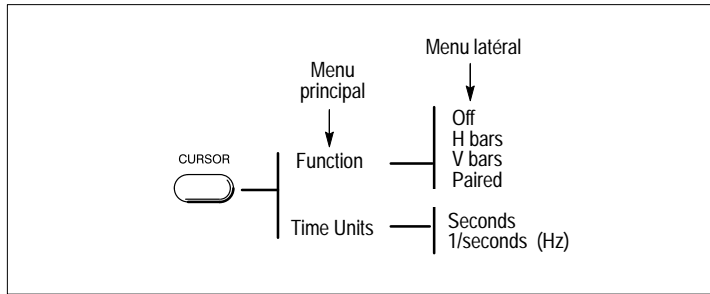 Menu latéral
Menu
principal
Off
H bars
V bars
Paired
CURSOR
Function
Time Units
Seconds
1/seconds (Hz)